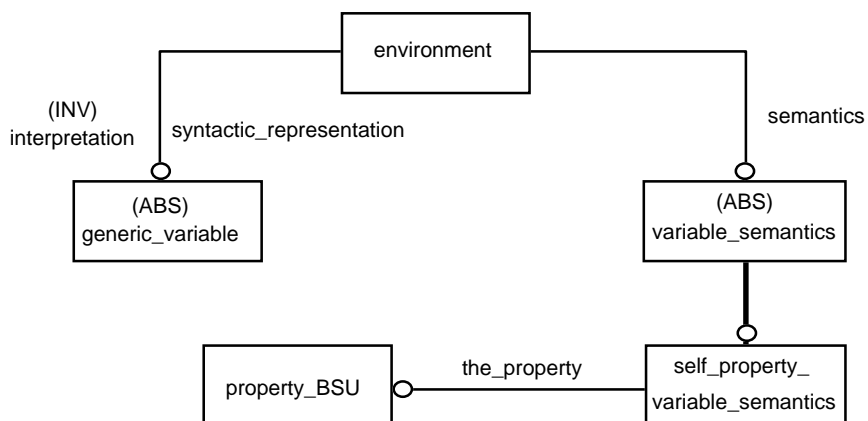 environment
(INV)
interpretation
syntactic_representation
semantics
(ABS)
generic_variable
(ABS)
variable_semantics
property_BSU
the_property
self_property_
variable_semantics